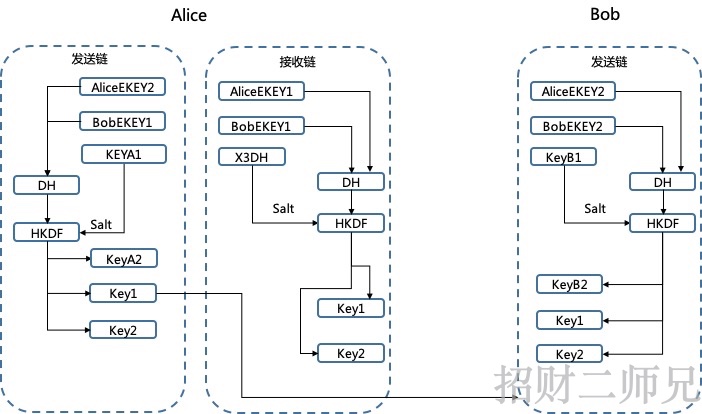 Alice
Bob
发送链
AliceEKEY2
BobEKEY1
KEYA1
DH
Salt
HKDF
KeyA2
Key1
Key2
接收链
AliceEKEY1
BobEKEY1
X3DH
DH
Salt
HKDF
Key1
Key2
发送链
AliceEKEY2
BobEKEY2
KeyB1
DH
Salt
HKDF
KeyB2
Key1
Key2
招财二师兄